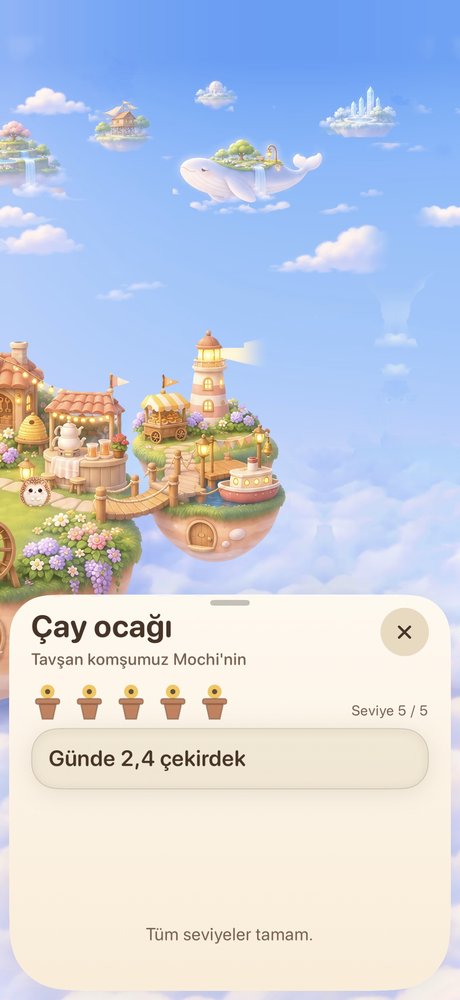 Çay ocağı
Tavşan komşumuz Mochi'nin
Seviye 5 / 5
Günde 2,4 çekirdek
Tüm seviyeler tamam.